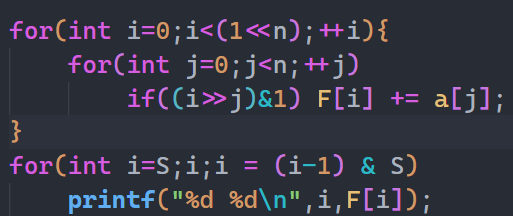 for(int i=0;i<(1<<n);++i){
for(int j=0;j<n;++j)
if((i>>j)&1) F[i] += a[j];
}
for(int i=S;i;i = (i-1) & S)
printf("%d %d\n",i,F[i]);